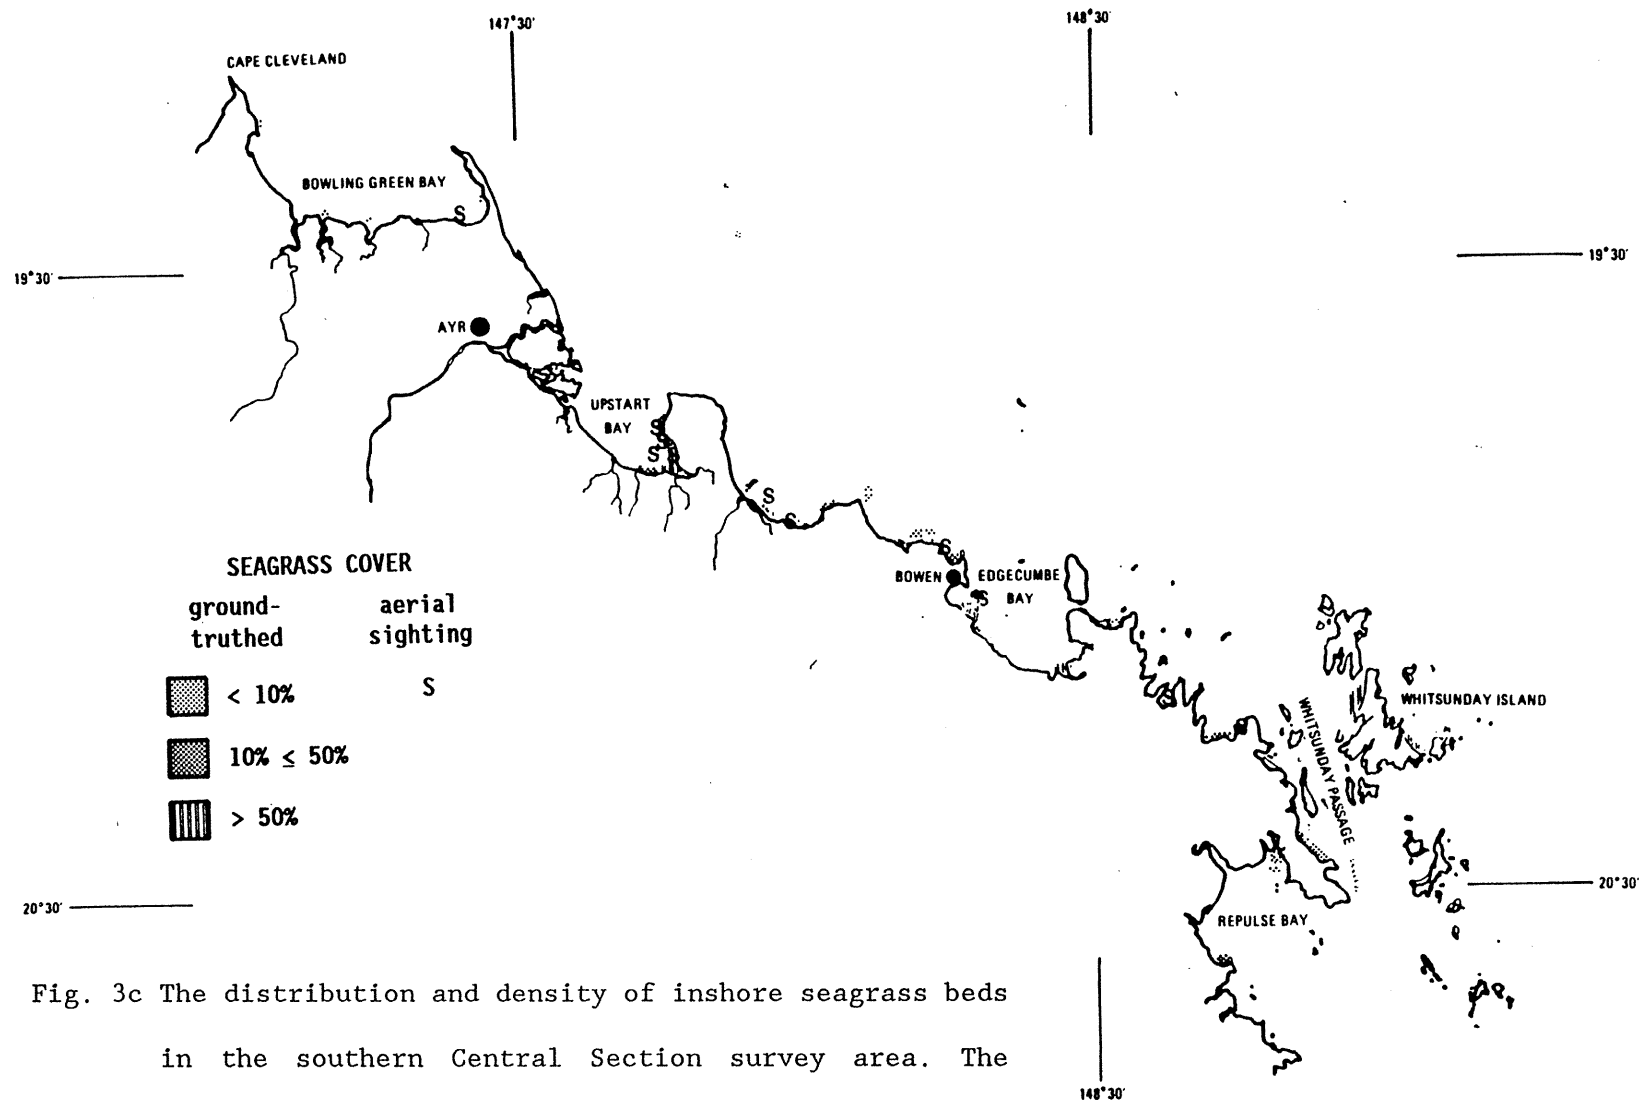 147°30'
148°30'
CAPE CLEVELAND
BOWLING GREEN BAY
S
19°30'
19°30'
AYR
UPSTART
BAY
S
S
S
S
S
S
S
BOWEN
EDGECUMBE
BAY
S
SEAGRASS COVER
ground-
truthed
aerial
sighting
< 10%
S
10% ≤ 50%
> 50%
WHITSUNDAY ISLAND
WHITSUNDAY PASSAGE
20°30'
20°30'
REPULSE BAY
Fig. 3c The distribution and density of inshore seagrass beds
in the southern Central Section survey area. The
148°30'